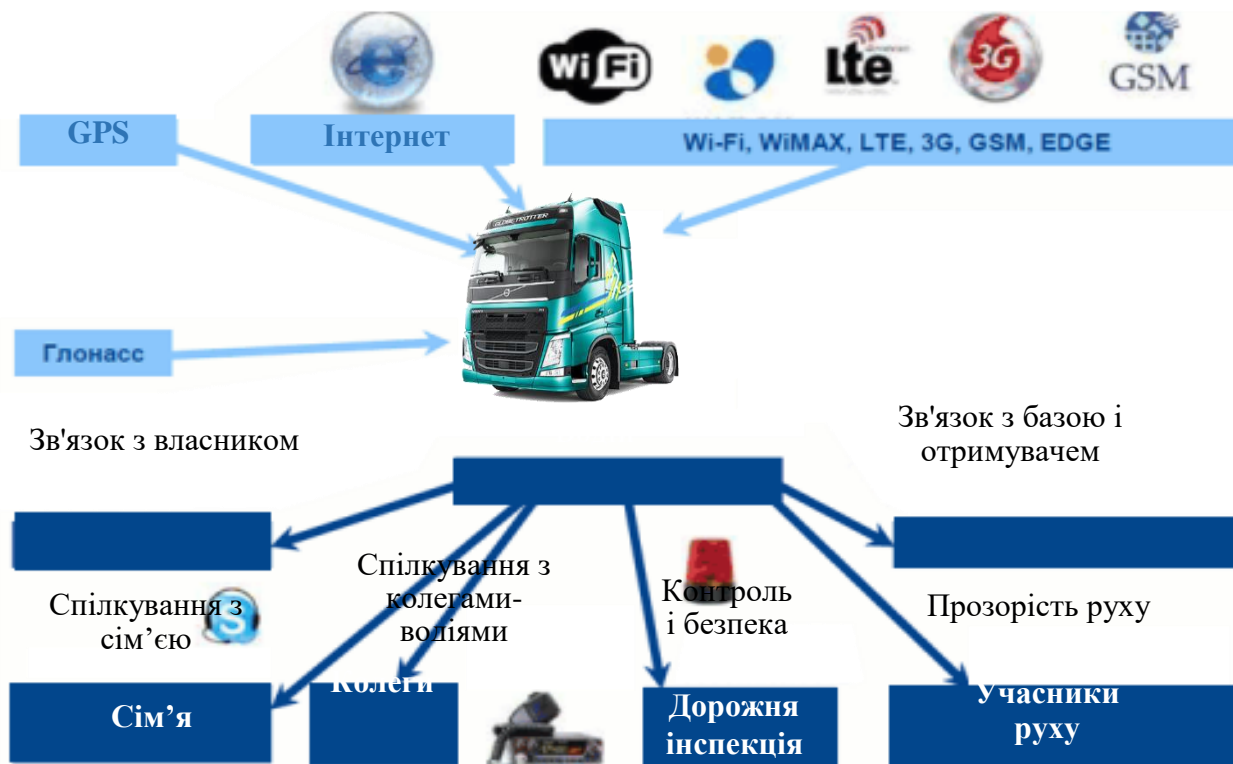 Wi Fi
Lte
3G
GSM
GPS
Інтернет
Wi-Fi, WiMAX, LTE, 3G, GSM, EDGE
GLOBETROTTER
Глонасс
Зв'язок з власником
Зв'язок з базою і
отримувачем
Спілкування з
колегами-
водіями
Контроль
і безпека
Спілкування з
сім’єю
Прозорість руху
Сім’я
Колеги
Дорожня
інспекція
Учасники
руху